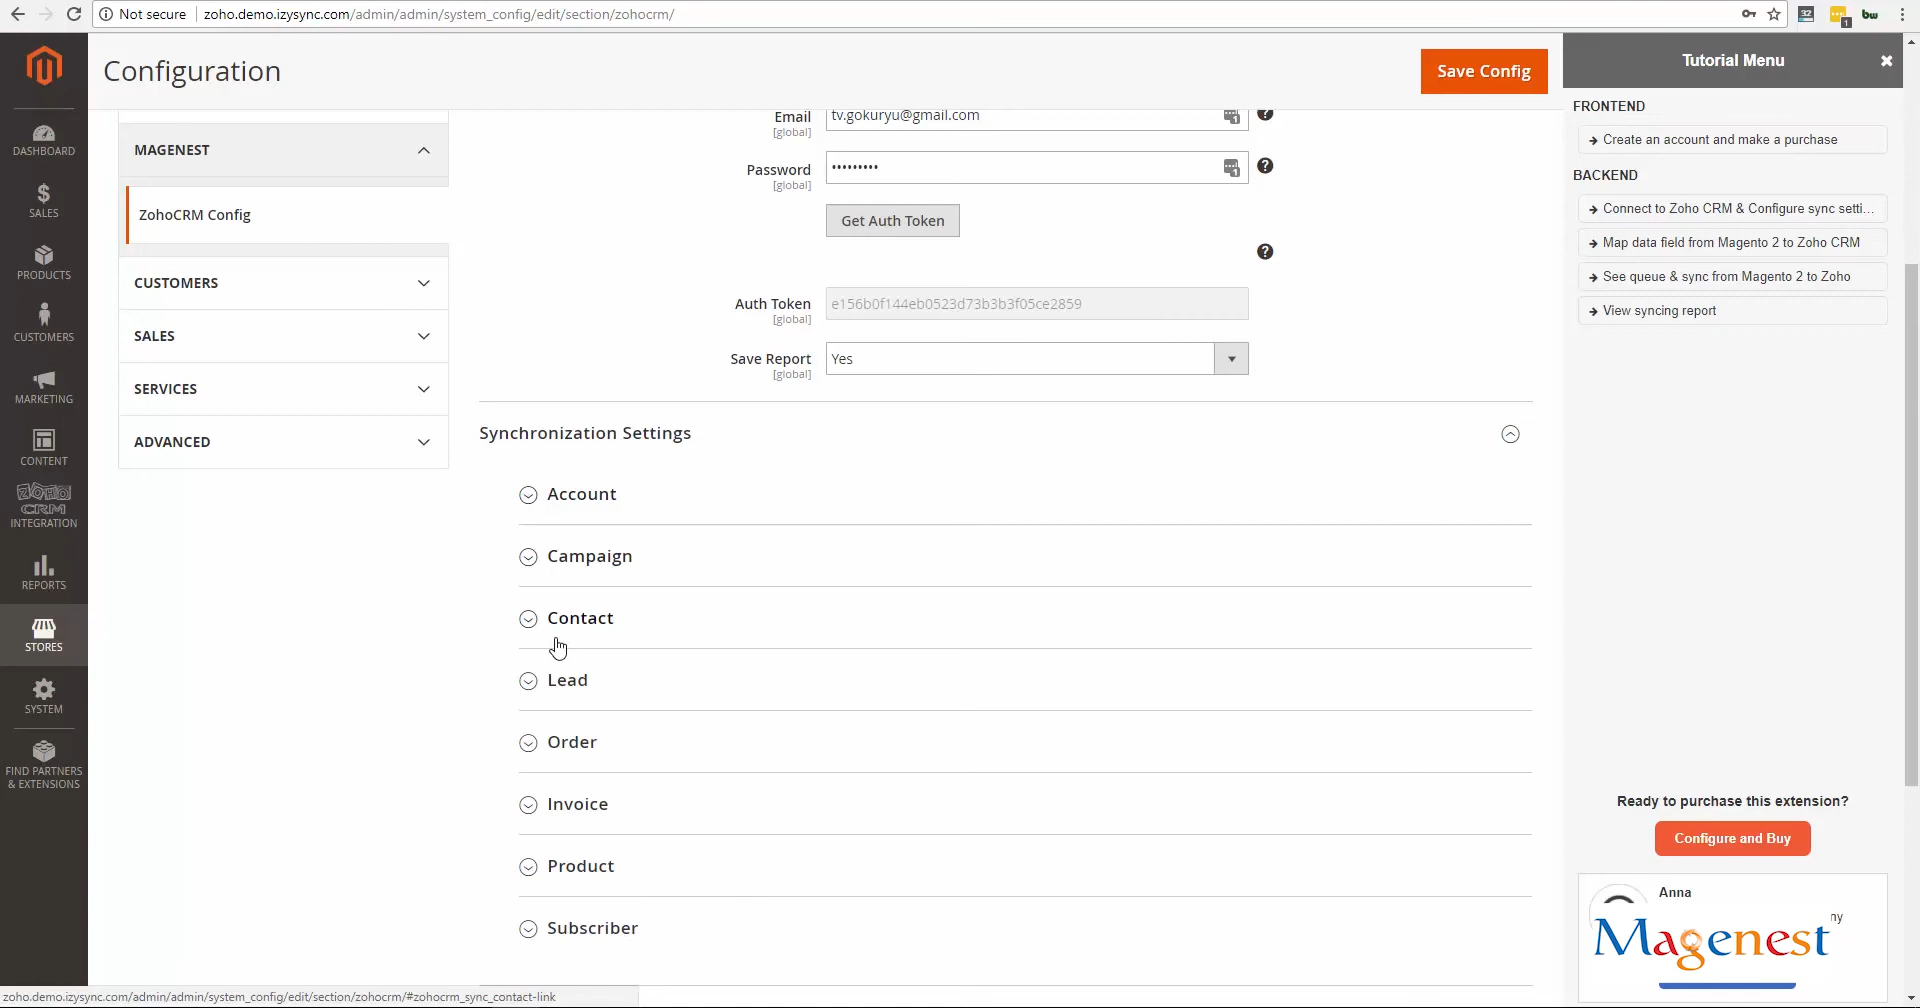 Not secure
zoho.demo.izysync.com/admin/admin/system_config/edit/section/zohocrm/
32
1
bw
DASHBOARD
$
SALES
PRODUCTS
CUSTOMERS
MARKETING
CONTENT
ZOHO
CRM
INTEGRATION
REPORTS
STORES
SYSTEM
FIND PARTNERS
& EXTENSIONS
Configuration
Save Config
MAGENEST
ZohoCRM Config
CUSTOMERS
SALES
SERVICES
ADVANCED
Email
[global]
tv.gokuryu@gmail.com
1
?
Password
[global]
•••••••••
1
?
Get Auth Token
?
Auth Token
[global]
e156b0f144eb0523d73b3b3f05ce2859
Save Report
[global]
Yes
Synchronization Settings
Account
Campaign
Contact
Lead
Order
Invoice
Product
Subscriber
Tutorial Menu
FRONTEND
Create an account and make a purchase
BACKEND
Connect to Zoho CRM & Configure sync setti...
Map data field from Magento 2 to Zoho CRM
See queue & sync from Magento 2 to Zoho
View syncing report
Ready to purchase this extension?
Configure and Buy
Anna
ny
Magenest
zoho.demo.izysync.com/admin/admin/system_config/edit/section/zohocrm/#zohocrm_sync_contact-link